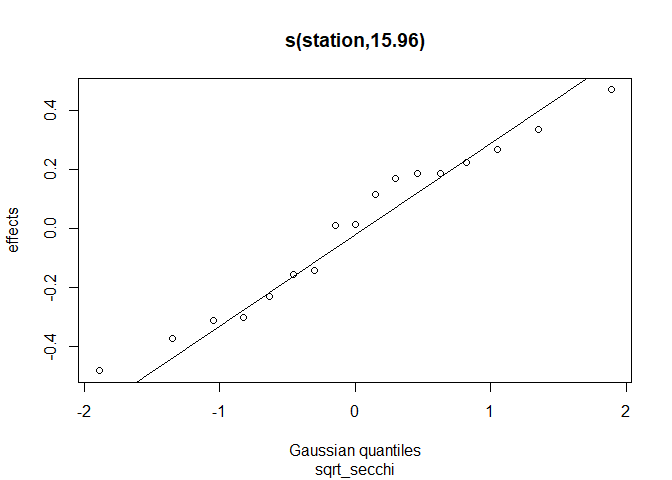 s(station,15.96)
effects
0.4
0.2
0.0
-0.2
-0.4
-2 -1 0 1 2
Gaussian quantiles
sqrt_secchi